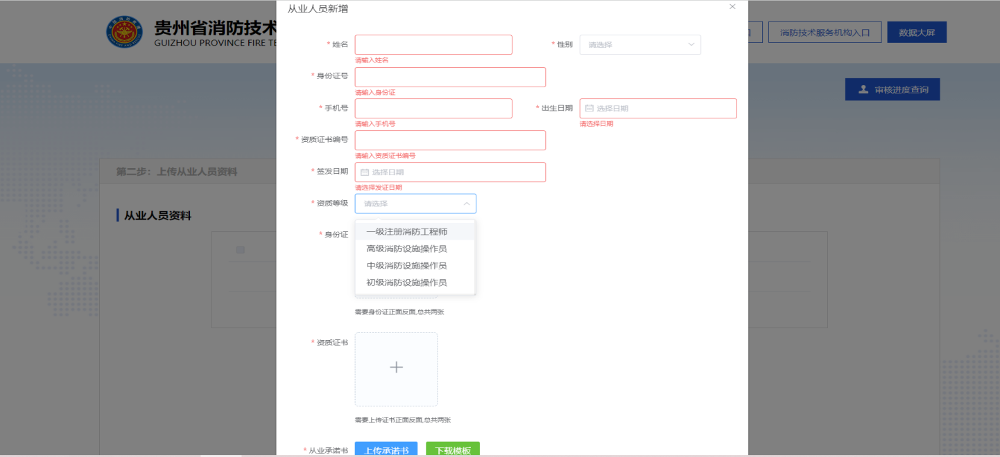 从业人员新增
贵州省消防技术
GUIZHOU PROVINCE FIRE TE
消防技术服务机构入口
数据大屏
* 姓名
* 性别
请选择
请输入姓名
* 身份证号
请输入身份证
审核进度查询
* 手机号
* 出生日期
选择日期
请输入手机号
请选择日期
* 资质证书编号
请输入资质证书编号
第二步：上传从业人员资料
* 签发日期
选择日期
请选择发证日期
* 资质等级
请选择
从业人员资料
* 身份证
一级注册消防工程师
高级消防设施操作员
中级消防设施操作员
初级消防设施操作员
需要身份证正面反面,总共两张
* 资质证书
需要上传证书正面反面,总共两张
* 从业承诺书
上传承诺书
下载模板